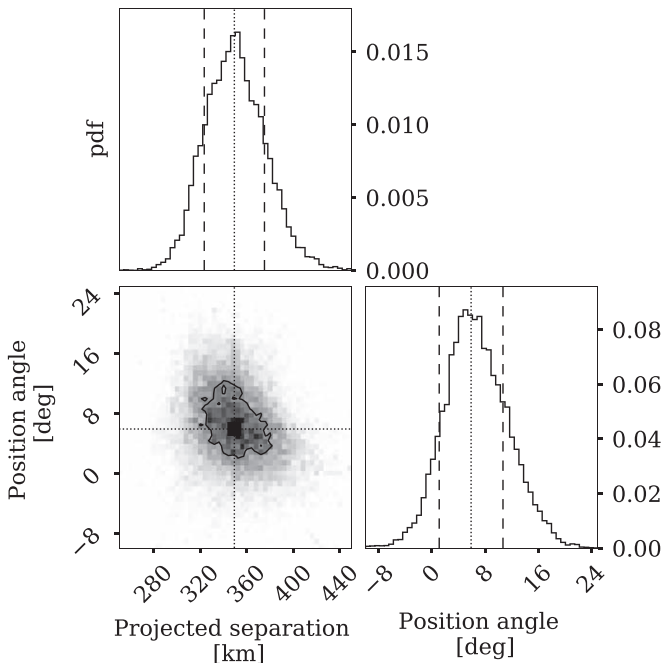 pdf
0.015
0.010
0.005
0.000
Position angle
[deg]
24
16
8
0
−8
0.08
0.06
0.04
0.02
0.00
280 320 360 400 440
−8 0 8 16 24
Projected separation
[km]
Position angle
[deg]